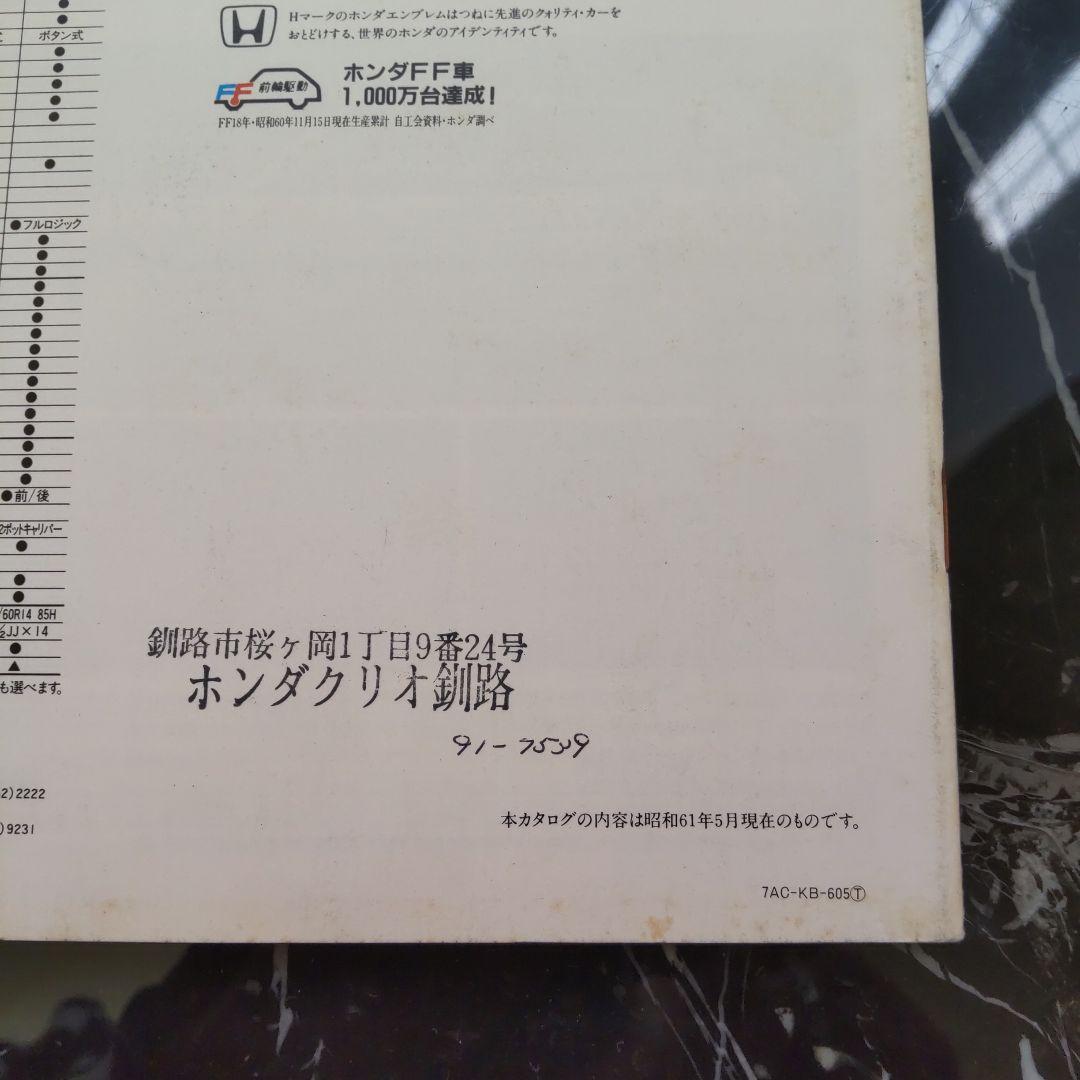 ボタン式
●フルロジック
●前/後
2ポットキャリパー
/60R14 85H
½JJ×14
も選べます。
2)2222
)9231
Hマークのホンダエンブレムはつねに先進のクォリティ・カーを
おとどけする、世界のホンダのアイデンティティです。
FF 前輪駆動
ホンダFF車
1,000万台達成!
FF18年・昭和60年11月15日現在生産累計 自工会資料・ホンダ調べ
釧路市桜ヶ岡1丁目9番24号
ホンダクリオ釧路
本カタログの内容は昭和61年5月現在のものです。
7AC-KB-605Ⓣ